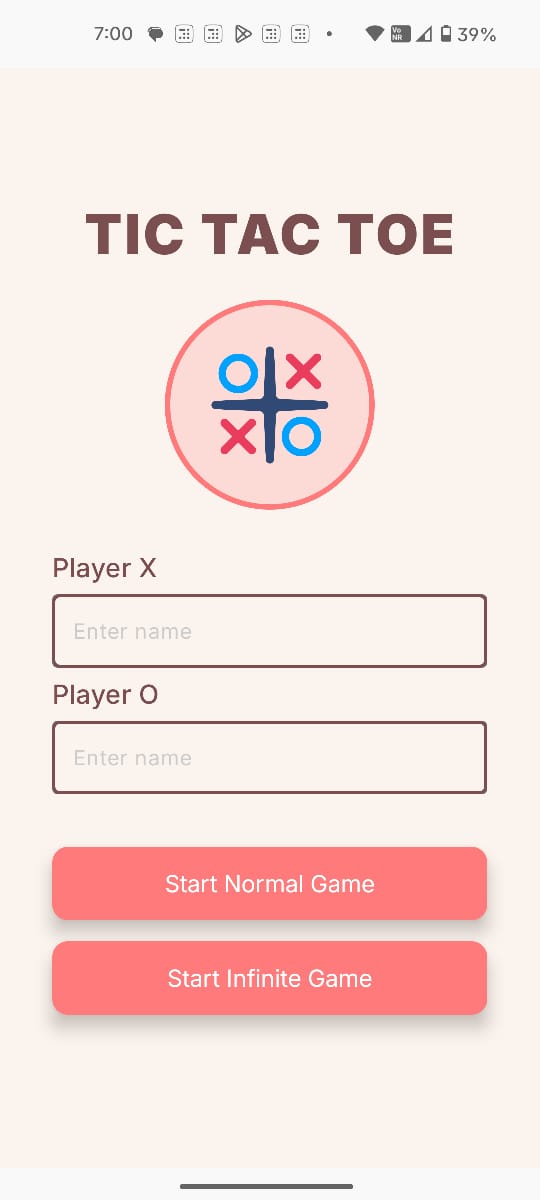 7:00 Vo NR 39%
TIC TAC TOE
Player X
Enter name
Player O
Enter name
Start Normal Game
Start Infinite Game